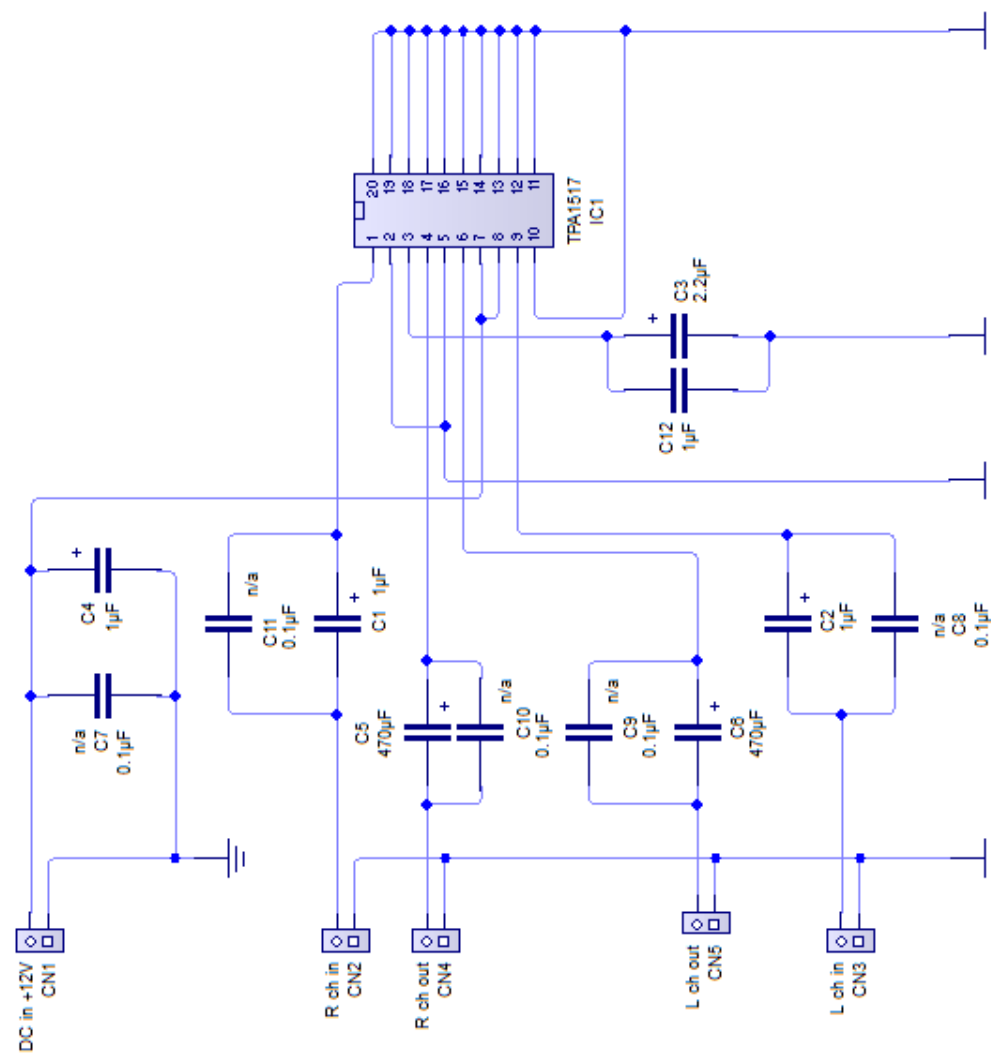 20 19 18 17 16 15 14 13 12 11
1 2 3 4 5 6 7 8 9 10
TPA1517
IC1
+
C3
2.2µF
C12
1µF
+
C4
1µF
n/a
C7
0.1µF
n/a
C11
0.1µF
+
C1 1µF
C5
470µF
+
n/a
C10
0.1µF
n/a
C9
0.1µF
+
C6
470µF
+
C2
1µF
n/a
C8
0.1µF
DC in +12V
CN1
R ch in
CN2
R ch out
CN4
L ch out
CN5
L ch in
CN3